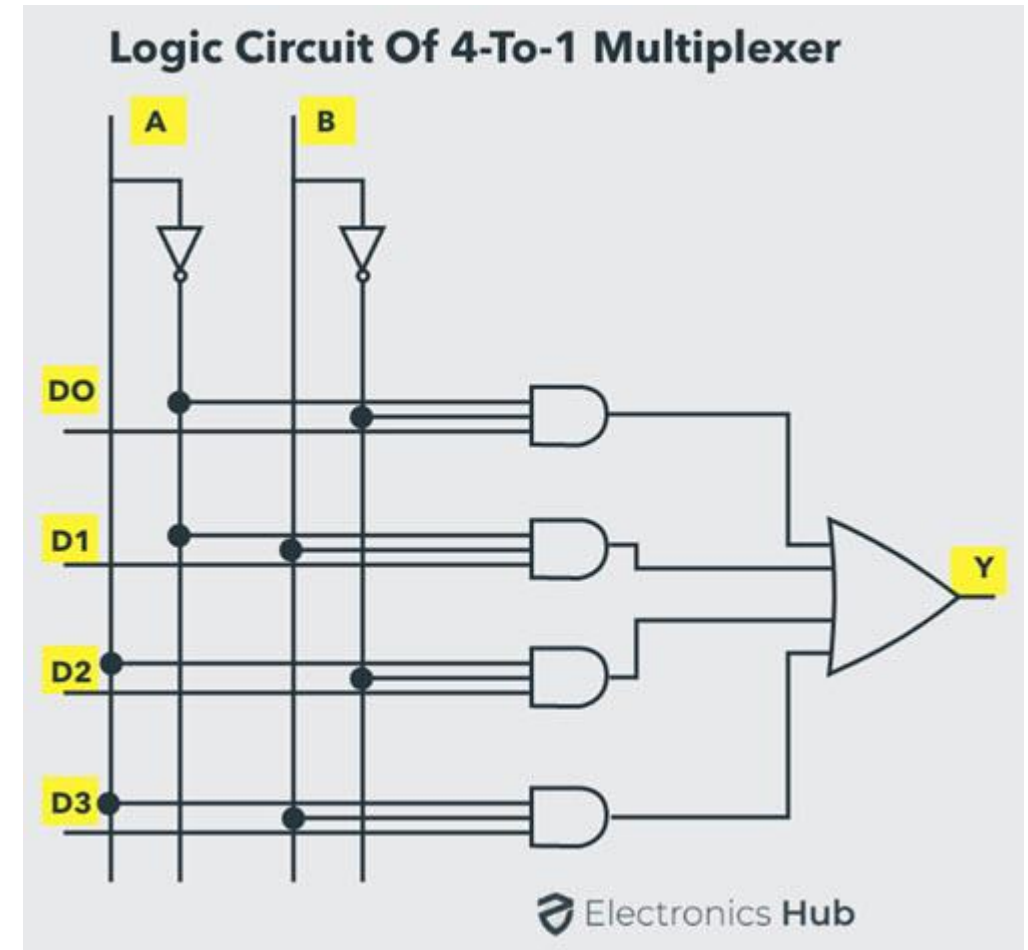 Logic Circuit Of 4-To-1 Multiplexer
A B
DO
D1
Y
D2
D3
Electronics Hub